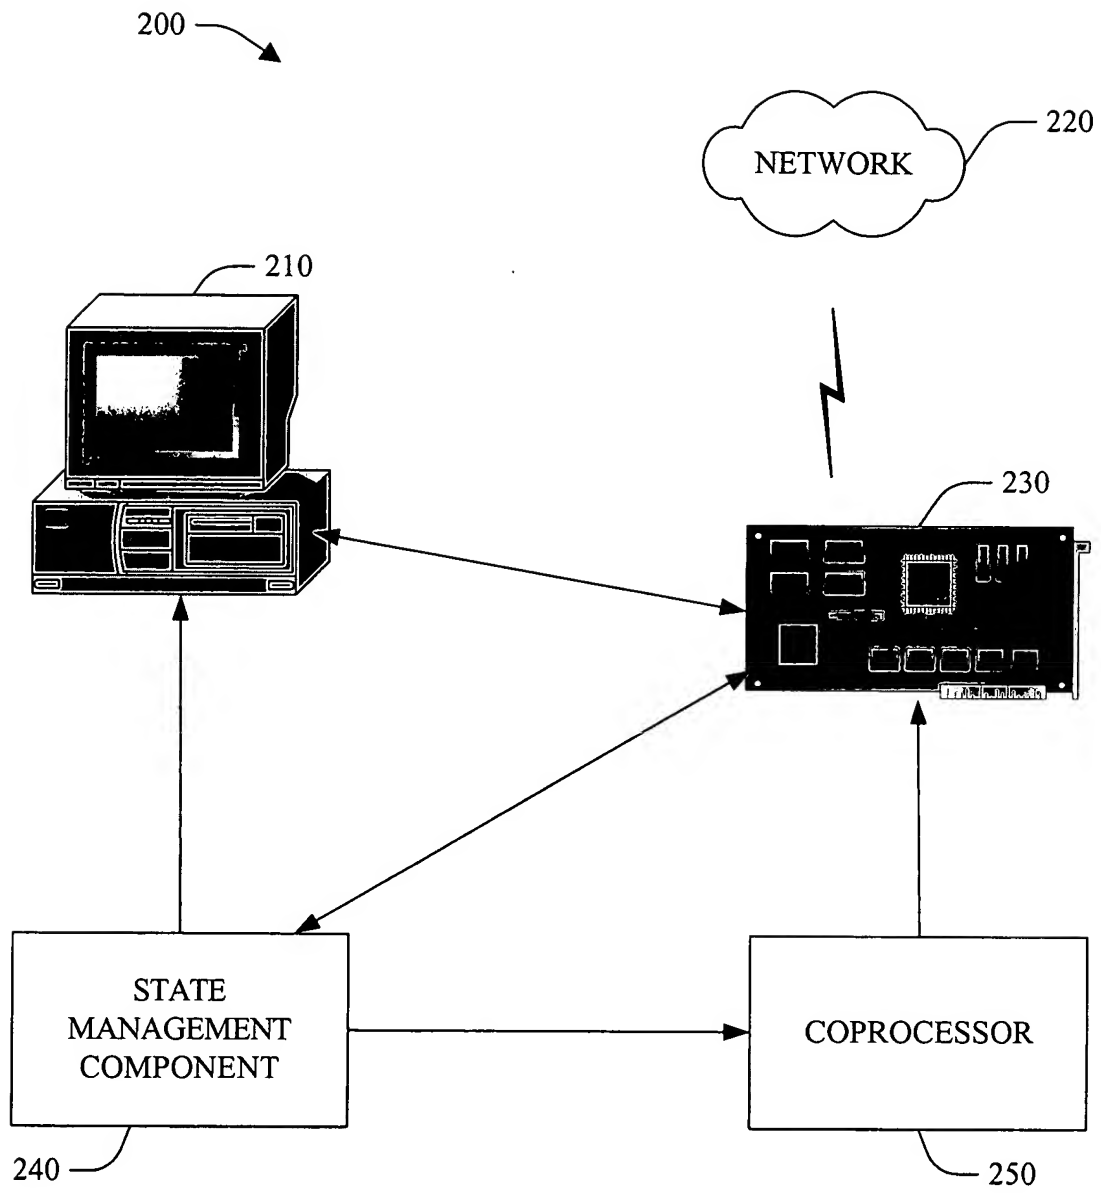 200
220
NETWORK
210
230
STATE
MANAGEMENT
COMPONENT
COPROCESSOR
240
250